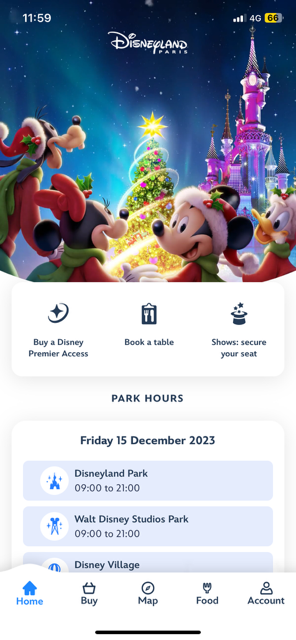 11:59
4G 66
Disneyland
PARIS
Buy a Disney
Premier Access
Book a table
Shows: secure
your seat
PARK HOURS
Friday 15 December 2023
Disneyland Park
09:00 to 21:00
Walt Disney Studios Park
09:00 to 21:00
Disney Village
Home
Buy
Map
Food
Account